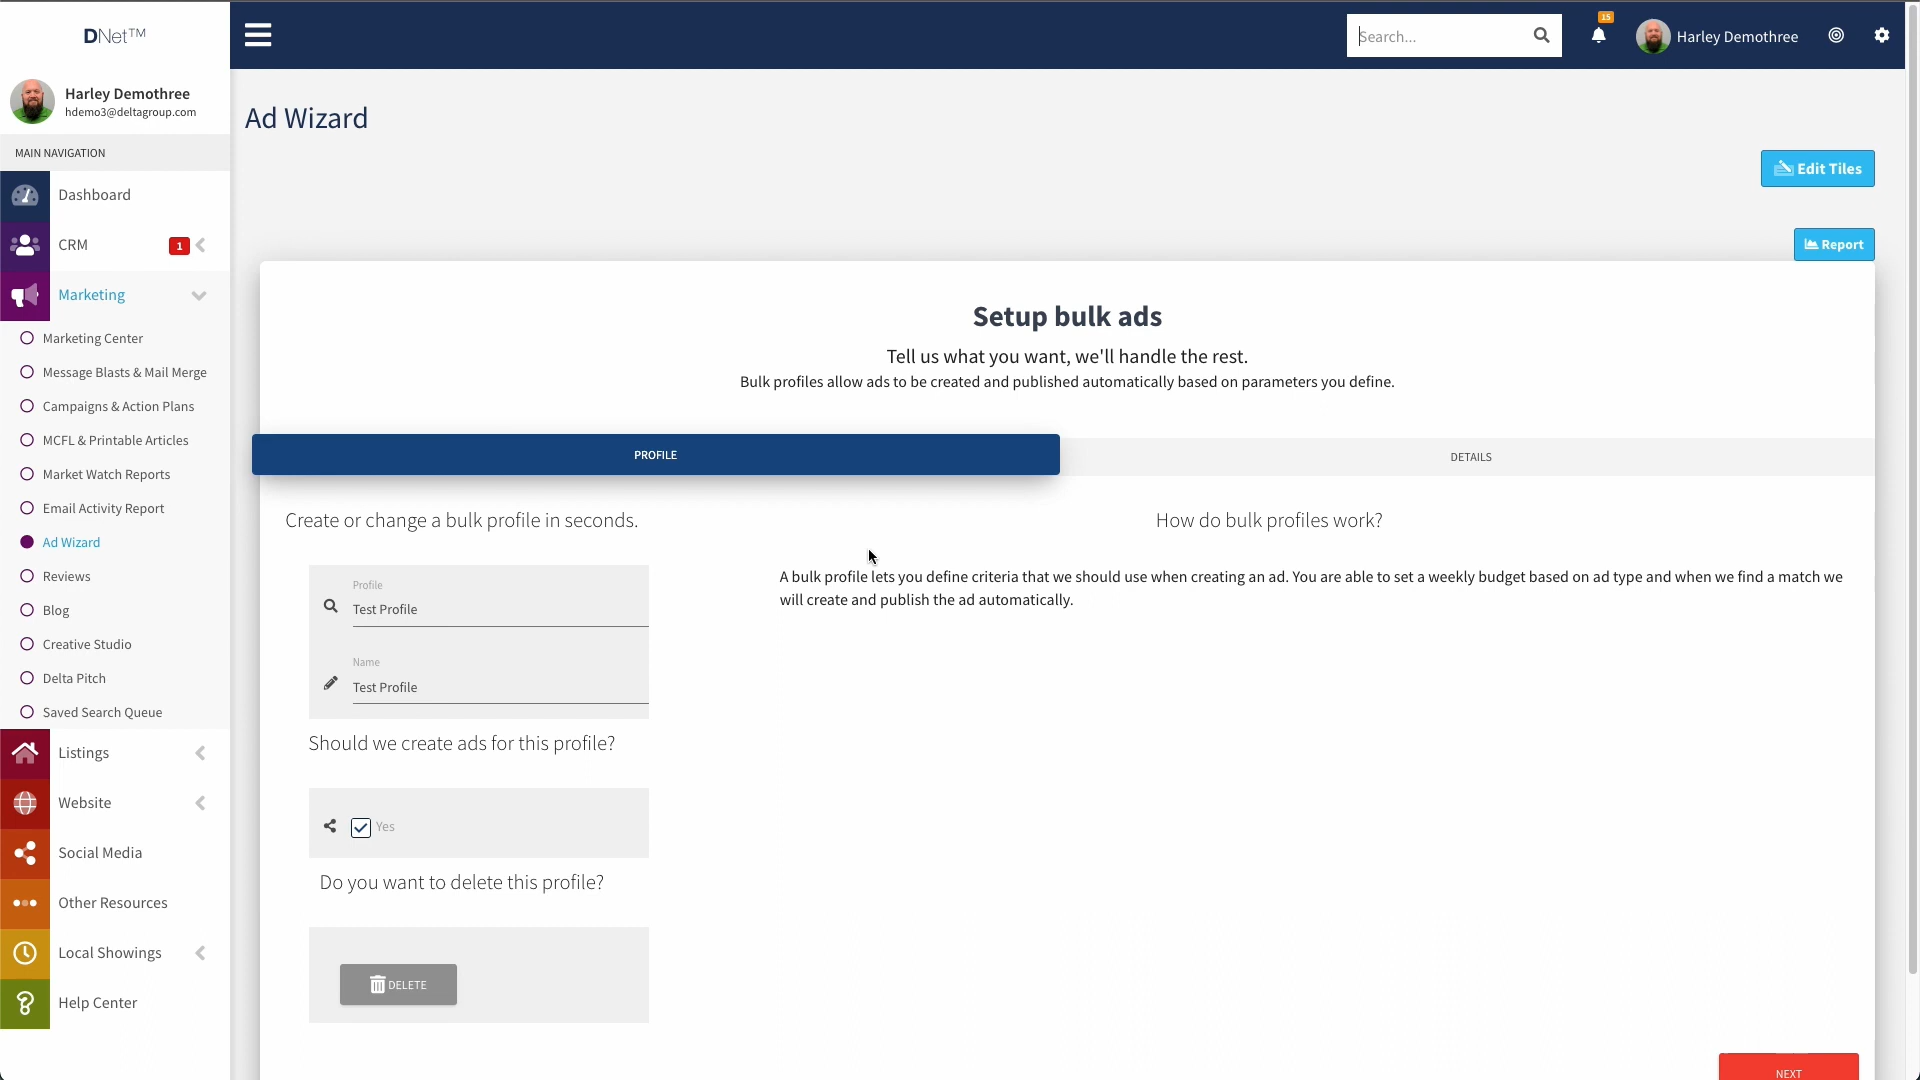 DNet™
Search...
15
Harley Demothree
Harley Demothree
hdemo3@deltagroup.com
MAIN NAVIGATION
Dashboard
CRM
1
Marketing
Marketing Center
Message Blasts & Mail Merge
Campaigns & Action Plans
MCFL & Printable Articles
Market Watch Reports
Email Activity Report
Ad Wizard
Reviews
Blog
Creative Studio
Delta Pitch
Saved Search Queue
Listings
Website
Social Media
Other Resources
Local Showings
Help Center
Ad Wizard
Edit Tiles
Report
Setup bulk ads
Tell us what you want, we'll handle the rest.
Bulk profiles allow ads to be created and published automatically based on parameters you define.
PROFILE
DETAILS
Create or change a bulk profile in seconds.
Profile
Test Profile
Name
Test Profile
Should we create ads for this profile?
Yes
Do you want to delete this profile?
DELETE
How do bulk profiles work?
A bulk profile lets you define criteria that we should use when creating an ad. You are able to set a weekly budget based on ad type and when we find a match we
will create and publish the ad automatically.
NEXT